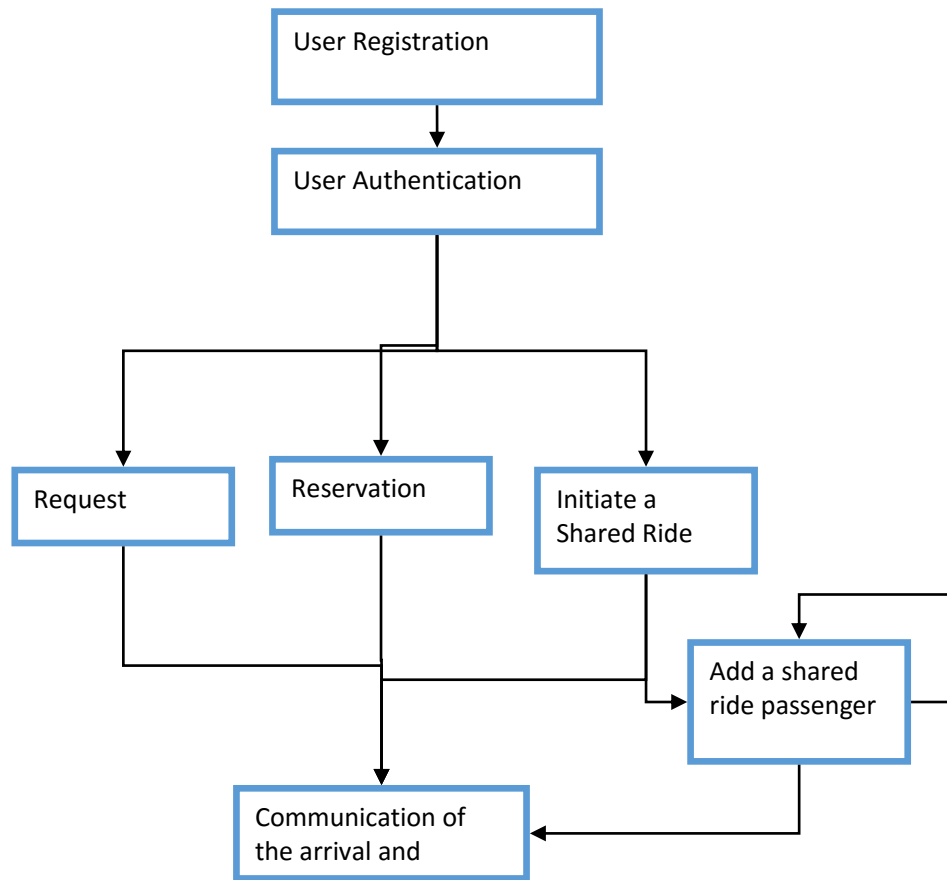 User Registration
User Authentication
Request
Reservation
Initiate a
Shared Ride
Add a shared
ride passenger
Communication of
the arrival and